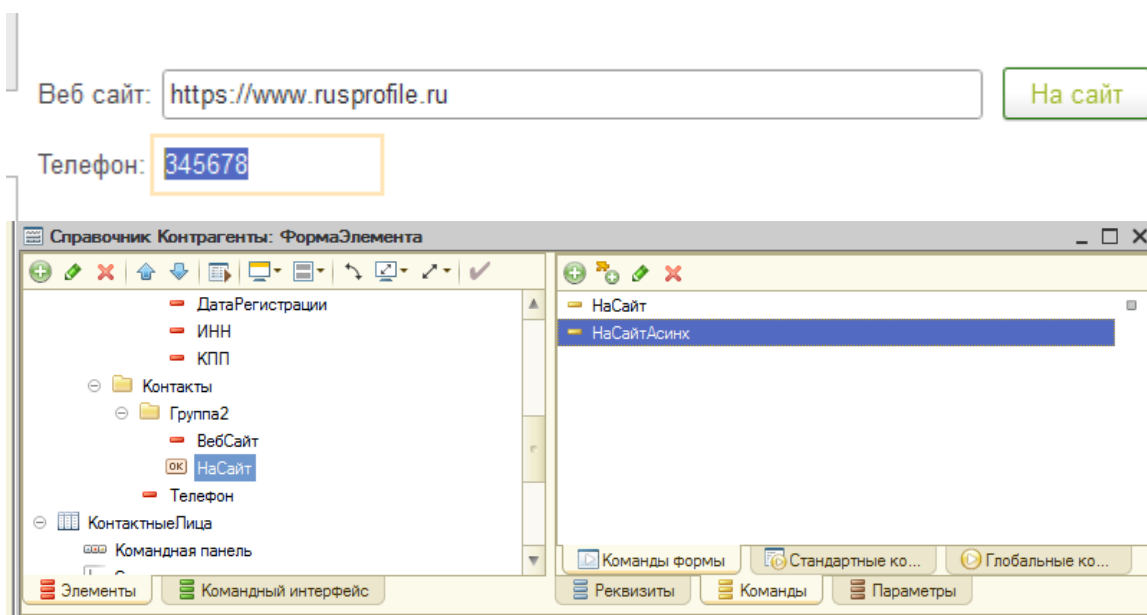 Веб сайт: https://www.rusprofile.ru На сайт
Телефон: 345678
Справочник Контрагенты: ФормаЭлемента
ДатаРегистрации
ИНН
КПП
Контакты
Группа2
ВебСайт
OK НаСайт
Телефон
КонтактныеЛица
Командная панель
Элементы Командный интерфейс
НаСайт
НаСайтАсинх
Команды формы Стандартные ко... Глобальные ко...
Реквизиты Команды Параметры